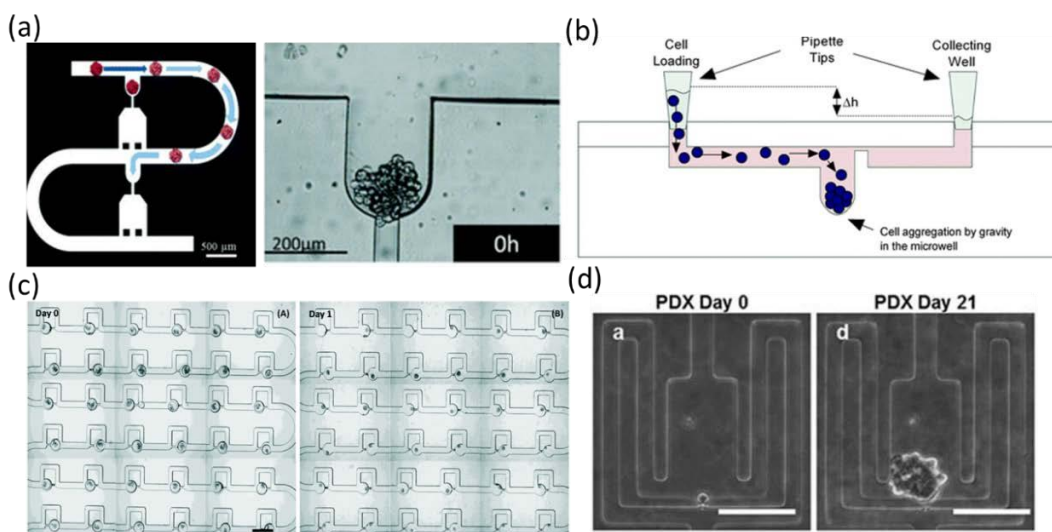 (a)
500 µm
200µm
0h
(b)
Cell
Loading
Pipette
Tips
Collecting
Well
Δh
Cell aggregation by gravity
in the microwell
(c)
Day 0
(A)
Day 1
(B)
(d)
PDX Day 0
a
PDX Day 21
d